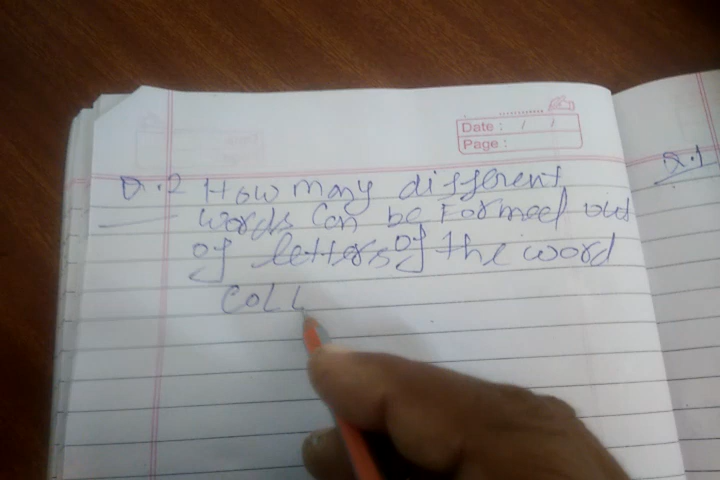 Date : / /
Page :
Q.1
Q.2 How many different
words can be formed out
of letters of the word
COLL